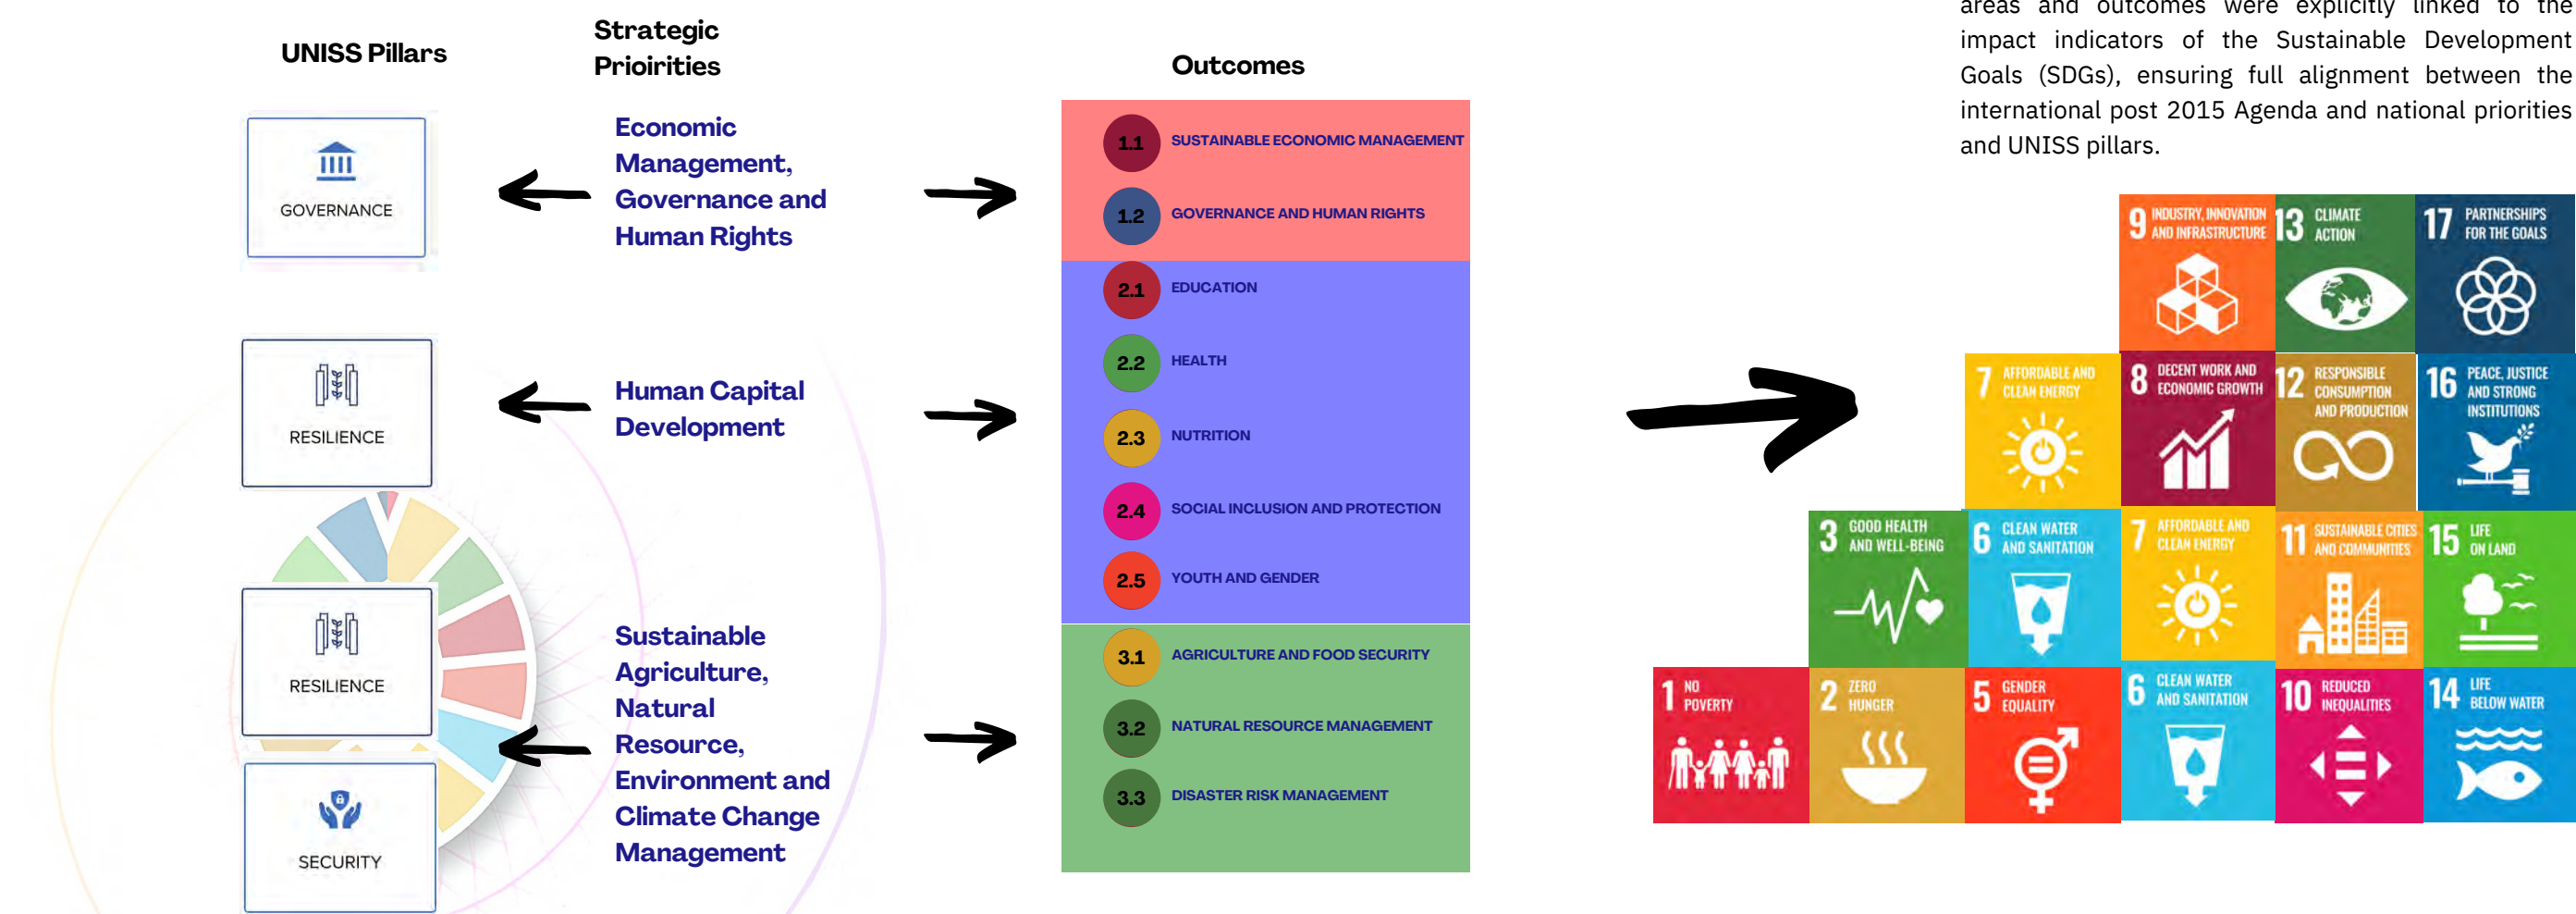 UNISS Pillars
Strategic
Prioirities
Outcomes
GOVERNANCE
Economic
Management,
Governance and
Human Rights
1.1 SUSTAINABLE ECONOMIC MANAGEMENT
1.2 GOVERNANCE AND HUMAN RIGHTS
RESILIENCE
Human Capital
Development
2.1 EDUCATION
2.2 HEALTH
2.3 NUTRITION
2.4 SOCIAL INCLUSION AND PROTECTION
2.5 YOUTH AND GENDER
RESILIENCE
SECURITY
Sustainable
Agriculture,
Natural
Resource,
Environment and
Climate Change
Management
3.1 AGRICULTURE AND FOOD SECURITY
3.2 NATURAL RESOURCE MANAGEMENT
3.3 DISASTER RISK MANAGEMENT
areas and outcomes were explicitly linked to the
impact indicators of the Sustainable Development
Goals (SDGs), ensuring full alignment between the
international post 2015 Agenda and national priorities
and UNISS pillars.
9 INDUSTRY, INNOVATION
AND INFRASTRUCTURE
13 CLIMATE
ACTION
17 PARTNERSHIPS
FOR THE GOALS
7 AFFORDABLE AND
CLEAN ENERGY
8 DECENT WORK AND
ECONOMIC GROWTH
12 RESPONSIBLE
CONSUMPTION
AND PRODUCTION
16 PEACE, JUSTICE
AND STRONG
INSTITUTIONS
3 GOOD HEALTH
AND WELL-BEING
6 CLEAN WATER
AND SANITATION
7 AFFORDABLE AND
CLEAN ENERGY
11 SUSTAINABLE CITIES
AND COMMUNITIES
15 LIFE
ON LAND
1 NO
POVERTY
2 ZERO
HUNGER
5 GENDER
EQUALITY
6 CLEAN WATER
AND SANITATION
10 REDUCED
INEQUALITIES
14 LIFE
BELOW WATER